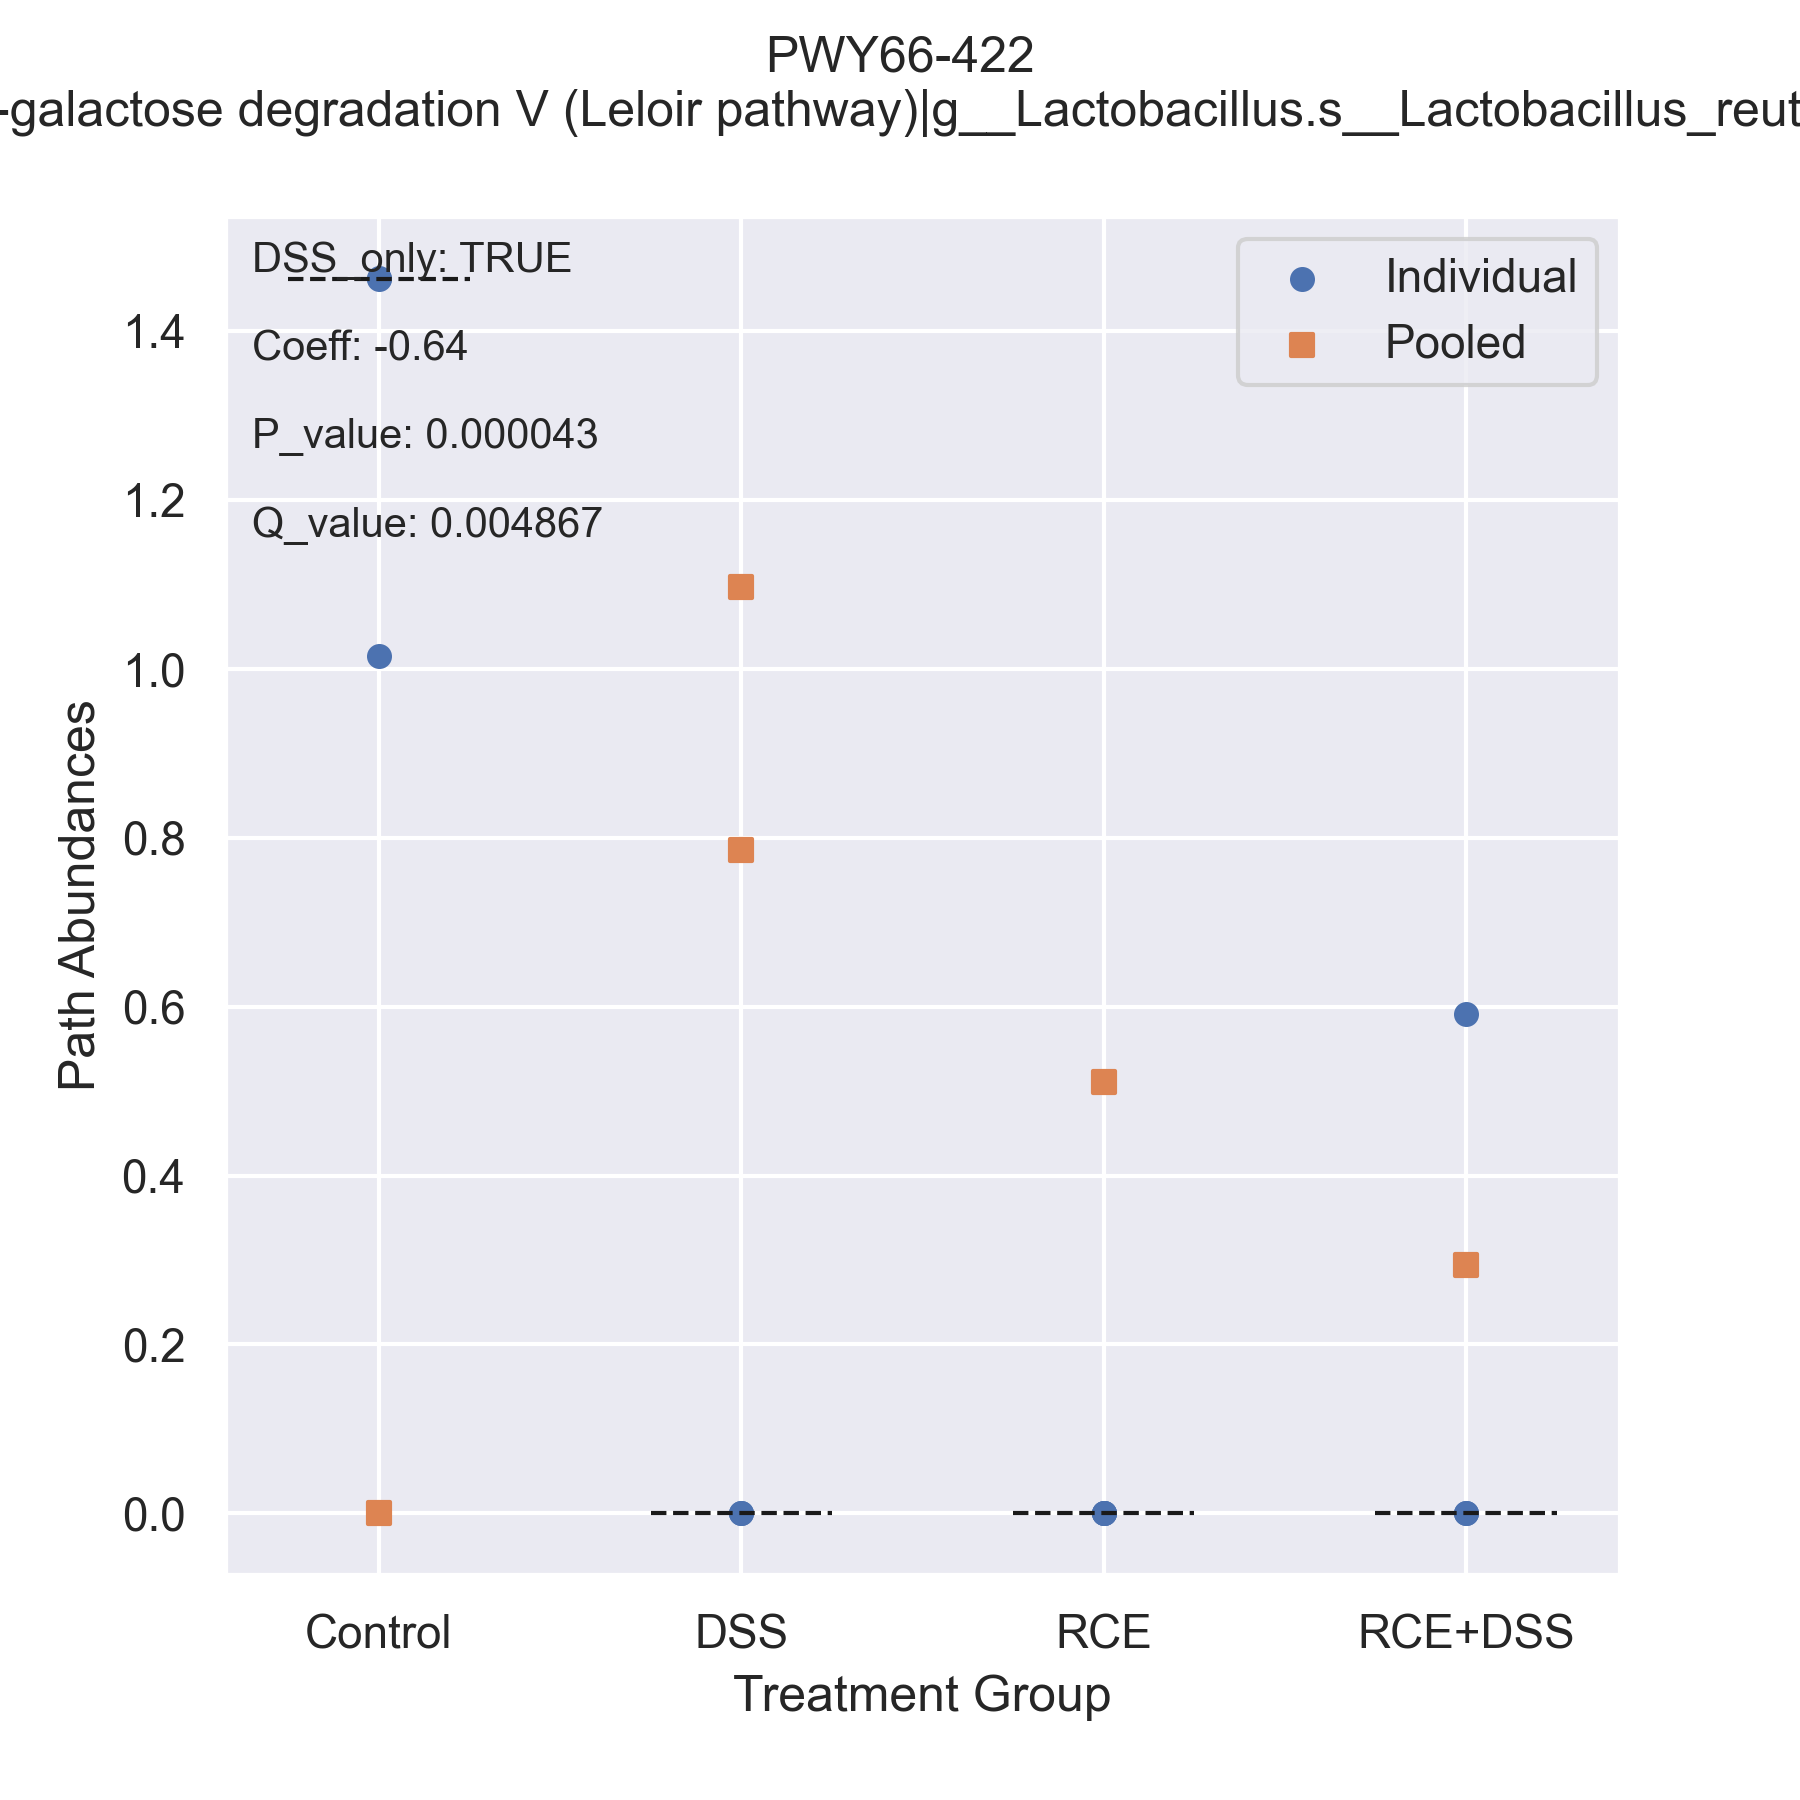 PWY66-422
-galactose degradation V (Leloir pathway)|g__Lactobacillus.s__Lactobacillus_reut
DSS_only: TRUE
Coeff: -0.64
P_value: 0.000043
Q_value: 0.004867
Individual
Pooled
1.4
1.2
1.0
0.8
0.6
0.4
0.2
0.0
Path Abundances
Control
DSS
RCE
RCE+DSS
Treatment Group